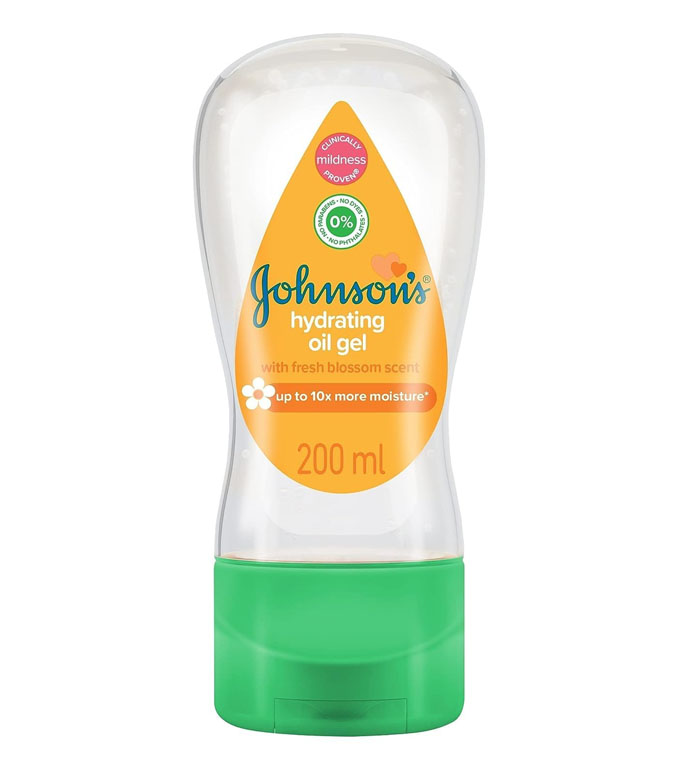 CLINICALLY
mildness
PROVEN®
NO PARABENS • NO DYES • NO PHTHALATES •
0%
Johnson's®
hydrating
oil gel
with fresh blossom scent
up to 10x more moisture*
200 ml